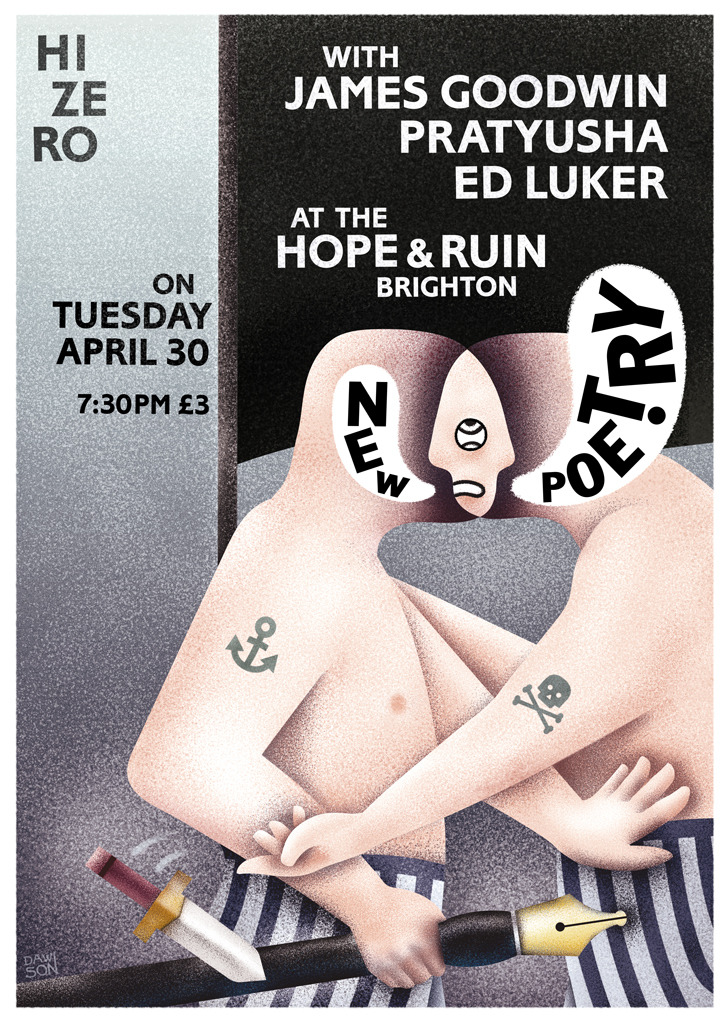 HI
ZE
RO
WITH
JAMES GOODWIN
PRATYUSHA
ED LUKER
AT THE
HOPE & RUIN
BRIGHTON
ON
TUESDAY
APRIL 30
7:30PM £3
NEW
POETRY.
DAW
SON